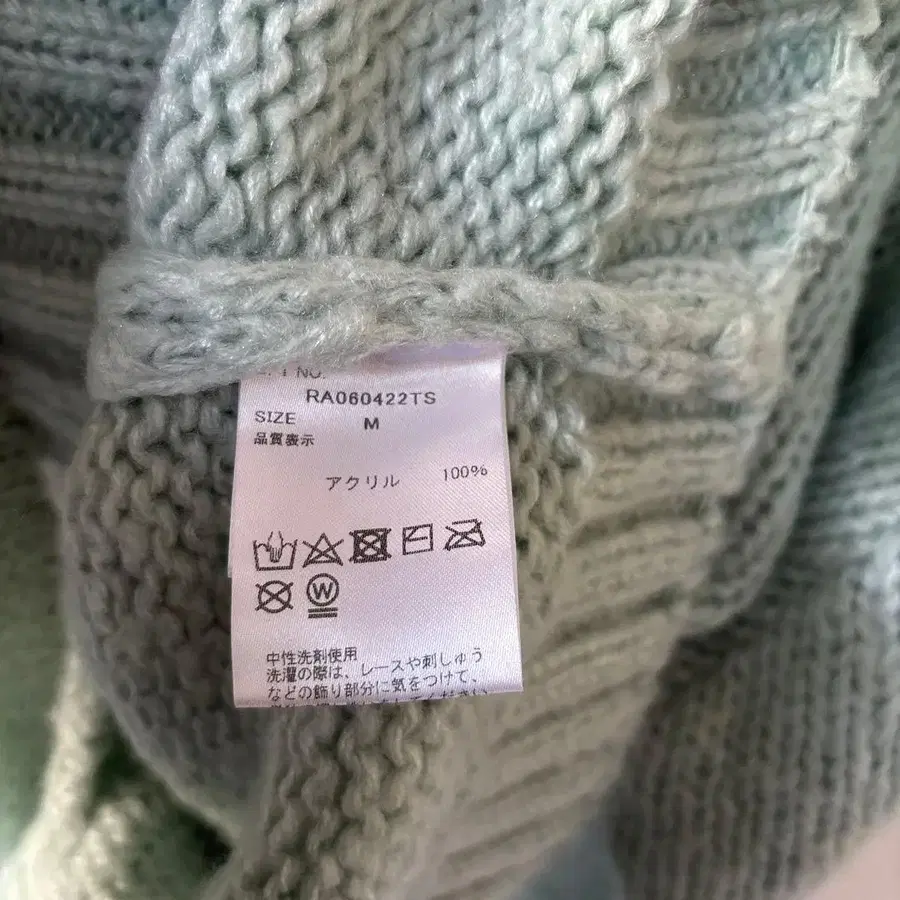 NO.
RA060422TS
SIZE M
品質表示
アクリル 100%
W
中性洗剤使用
洗濯の際は、レースや刺しゅう
などの飾り部分に気をつけて、